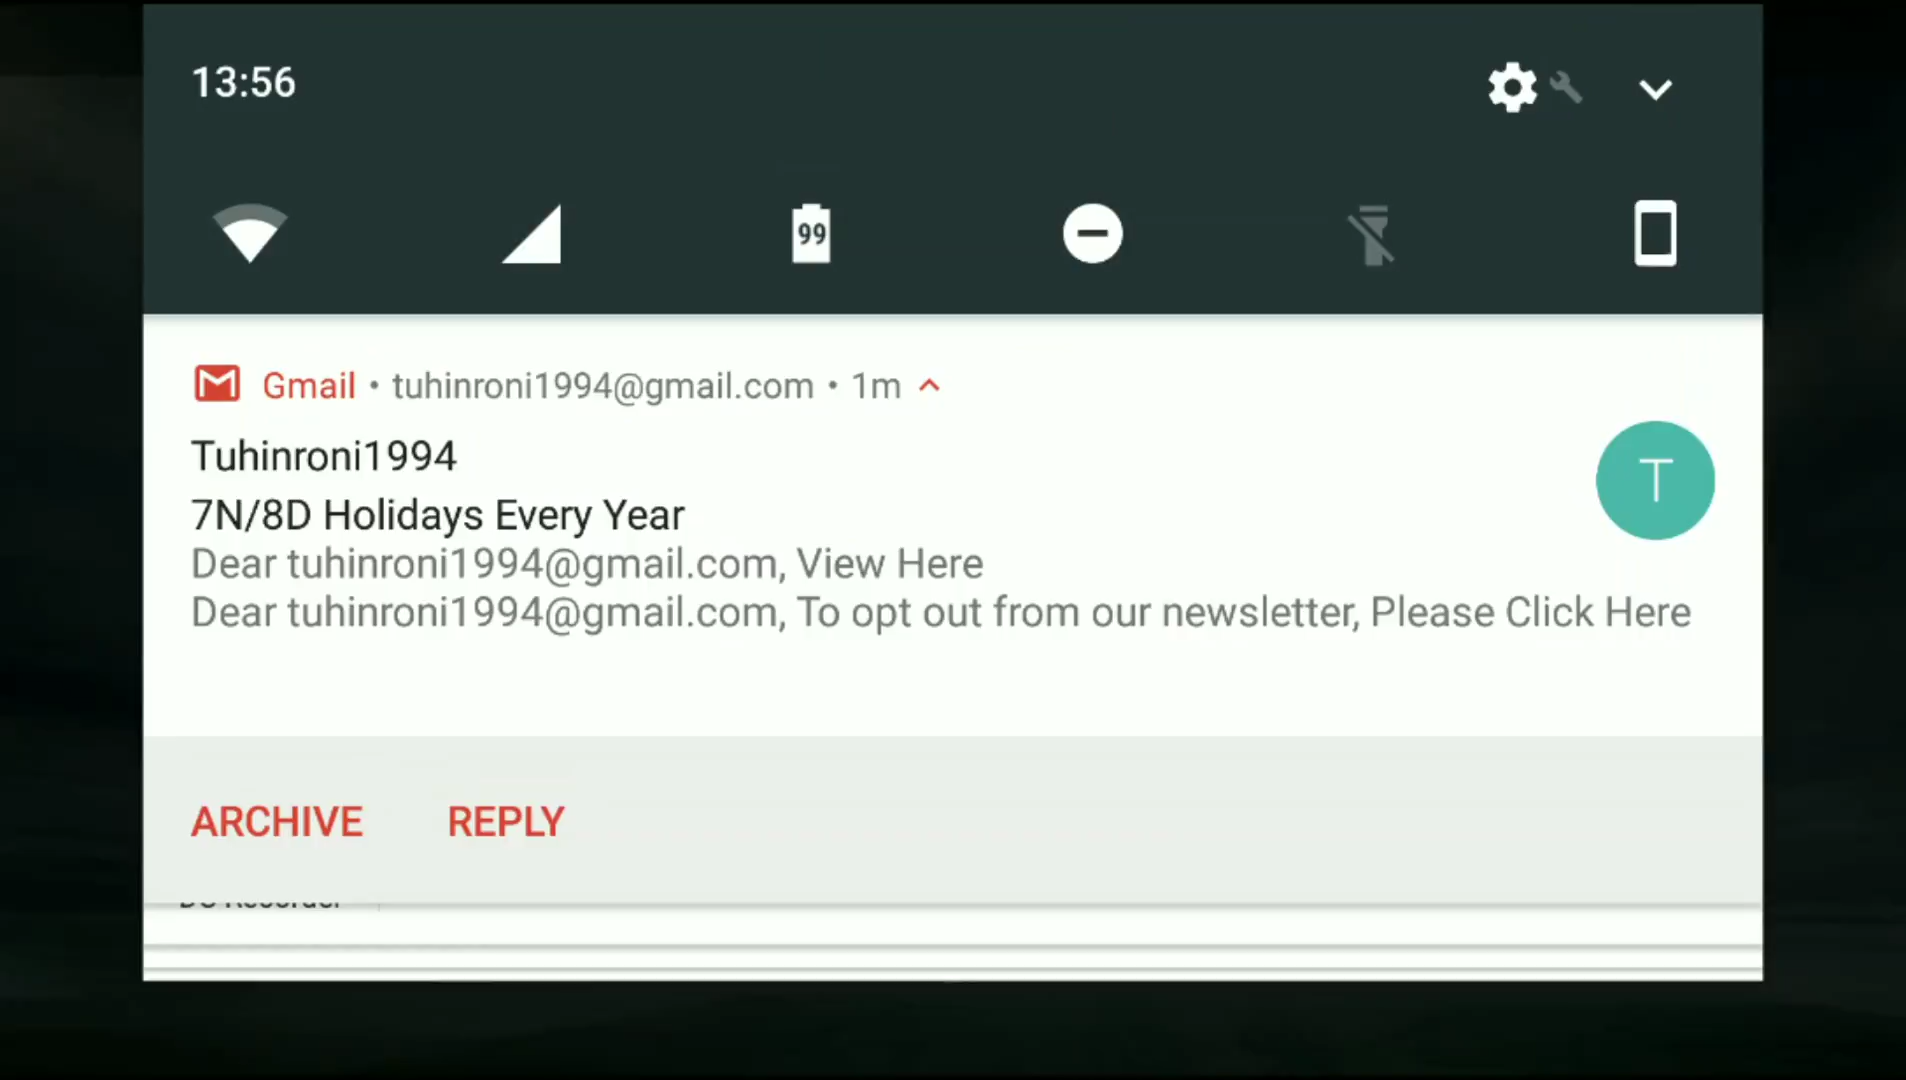 13:56
99
Gmail • tuhinroni1994@gmail.com • 1m
Tuhinroni1994
T
7N/8D Holidays Every Year
Dear tuhinroni1994@gmail.com, View Here
Dear tuhinroni1994@gmail.com, To opt out from our newsletter, Please Click Here
ARCHIVE REPLY